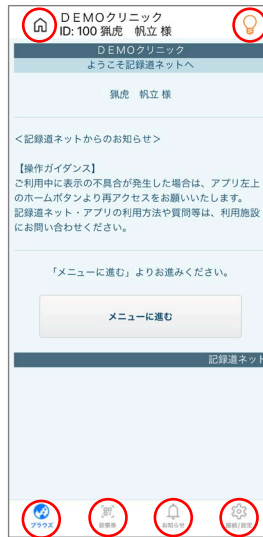 DEMOクリニック
ID: 100 猟虎 帆立 様
DEMOクリニック
ようこそ記録道ネットへ
猟虎 帆立 様
＜記録道ネットからのお知らせ＞
【操作ガイダンス】
ご利用中に表示の不具合が発生した場合は、アプリ左上
のホームボタンより再アクセスをお願いいたします。
記録道ネット・アプリの利用方法や質問等は、利用施設
にお問い合わせください。
「メニューに進む」よりお進みください。
メニューに進む
記録道ネット
ブラウズ
診察券
お知らせ
接続/設定